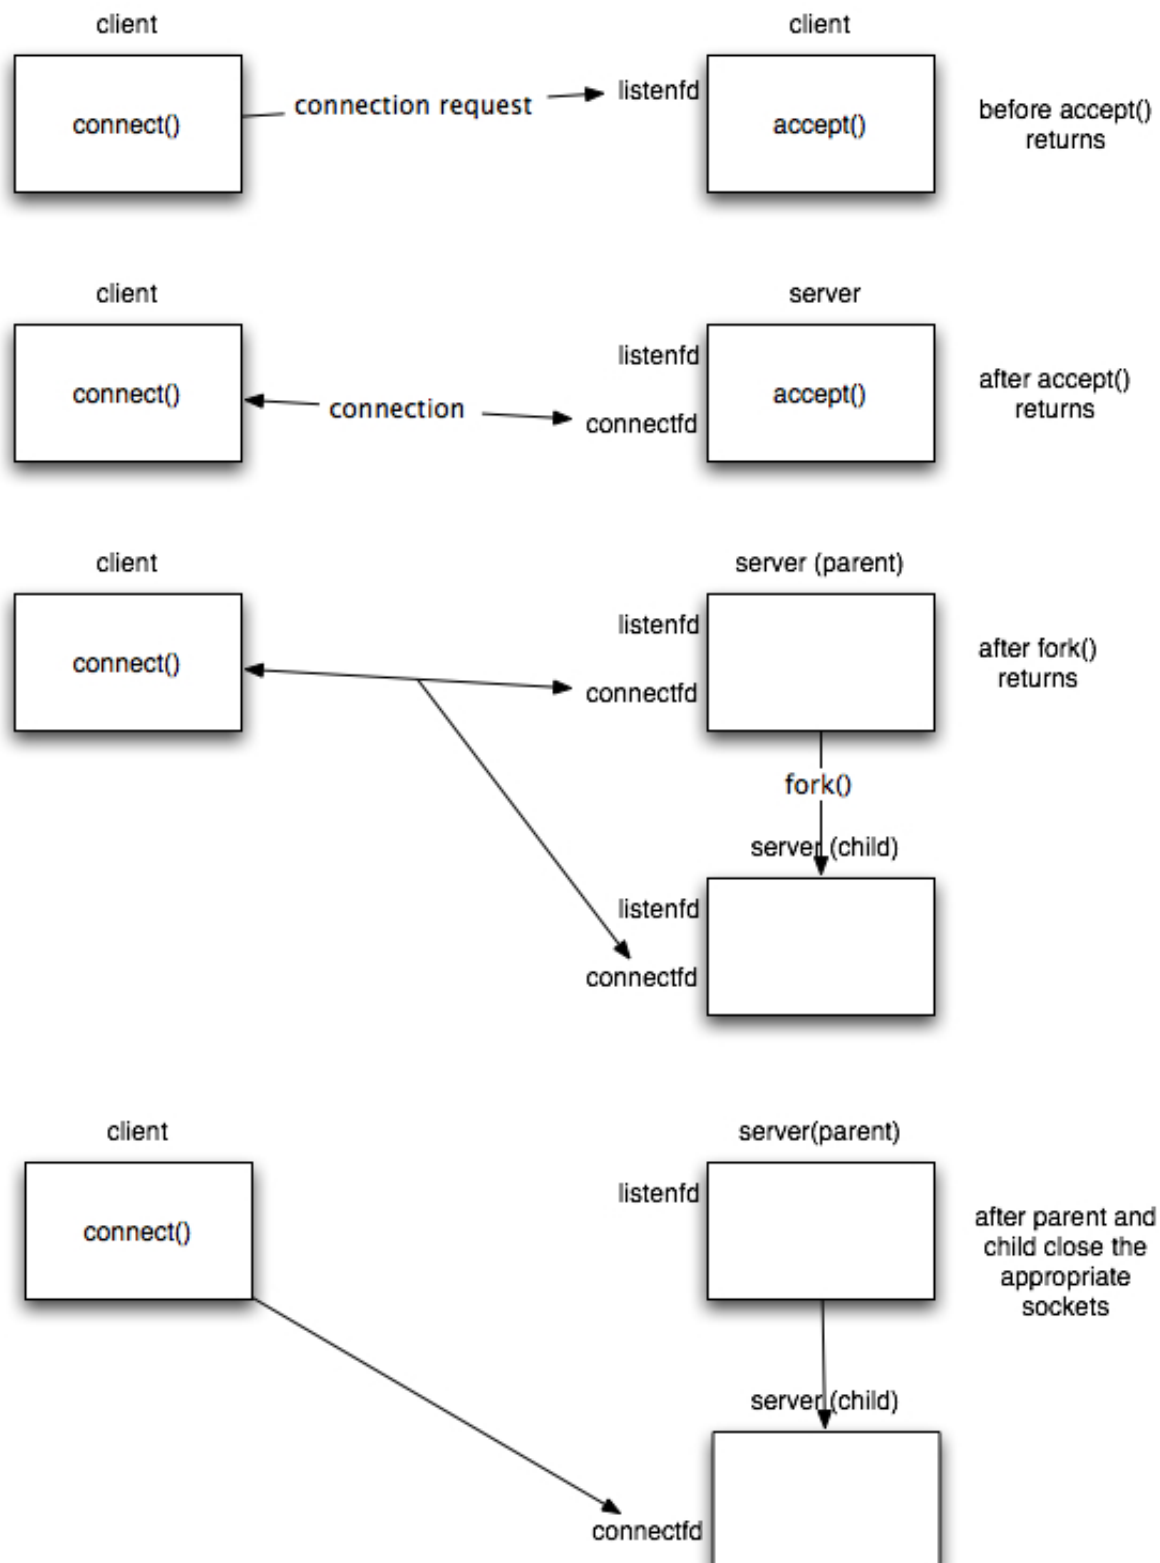 client
client
connect()
connection request
listenfd
accept()
before accept()
returns
client
server
connect()
connection
listenfd
connectfd
accept()
after accept()
returns
client
server (parent)
connect()
listenfd
connectfd
after fork()
returns
fork()
server (child)
listenfd
connectfd
client
server(parent)
connect()
listenfd
after parent and
child close the
appropriate
sockets
server (child)
connectfd